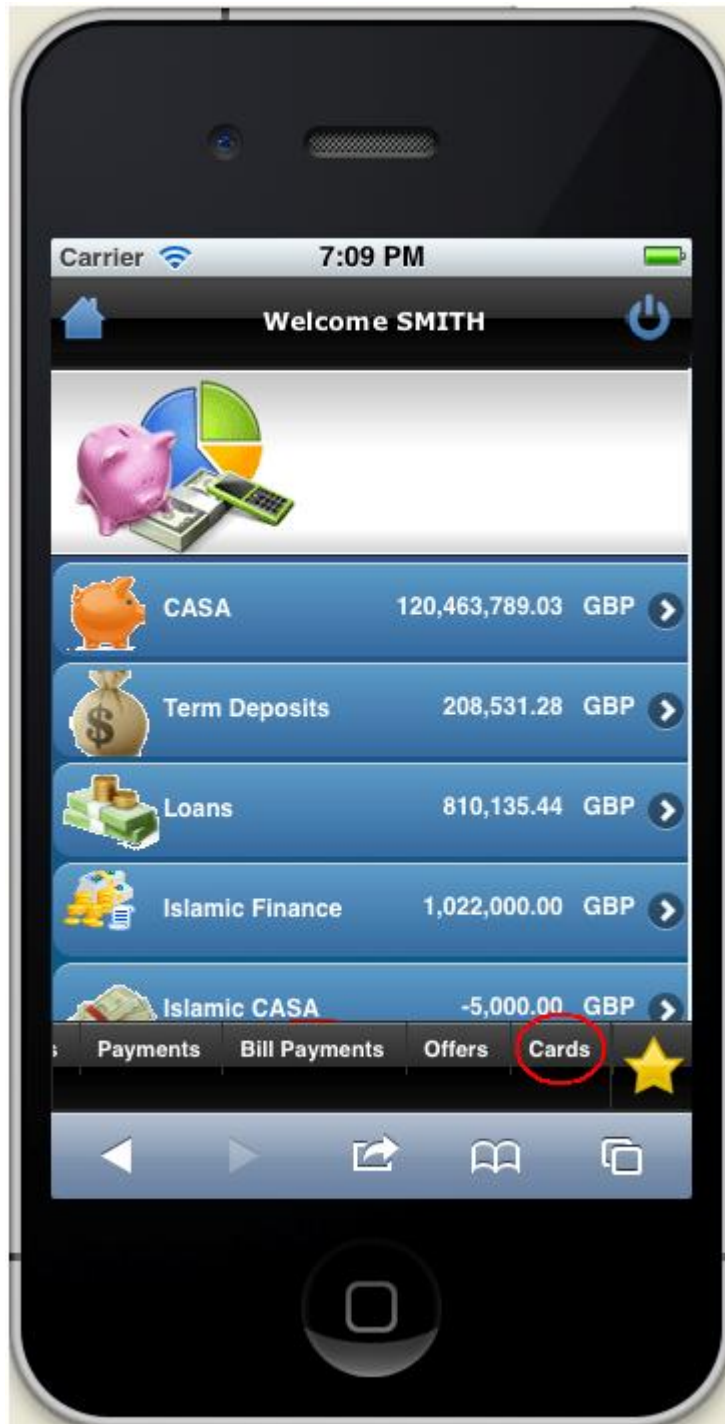 Carrier 7:09 PM
Welcome SMITH
CASA 120,463,789.03 GBP
Term Deposits 208,531.28 GBP
Loans 810,135.44 GBP
Islamic Finance 1,022,000.00 GBP
Islamic CASA -5,000.00 GBP
s Payments Bill Payments Offers Cards